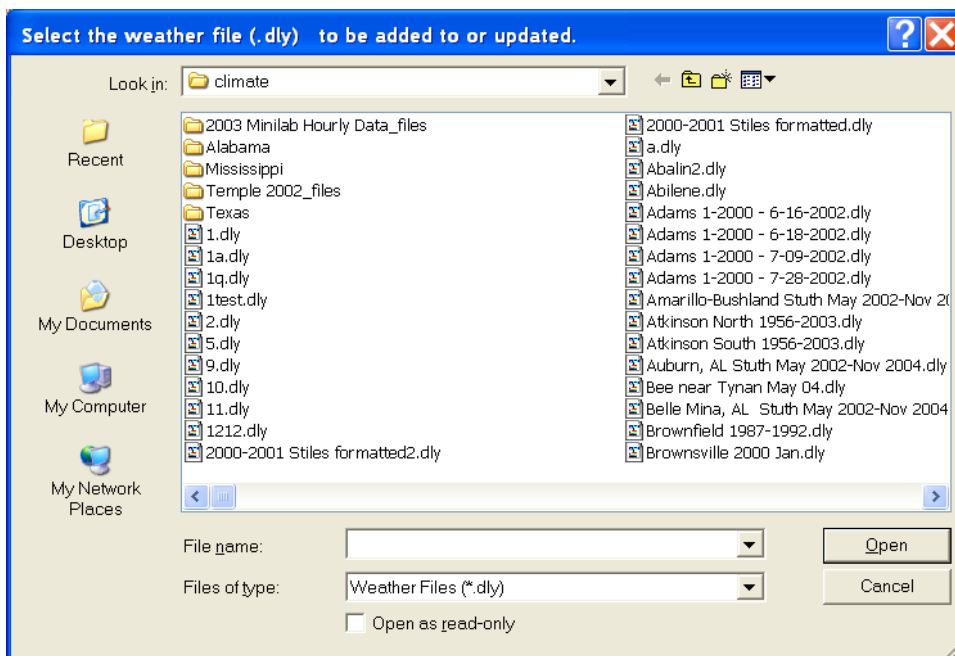 Select the weather file (.dly) to be added to or updated.
Look in:
climate
Recent
Desktop
My Documents
My Computer
My Network
Places
2003 Minilab Hourly Data_files
Alabama
Mississippi
Temple 2002_files
Texas
1.dly
1a.dly
1q.dly
1test.dly
2.dly
5.dly
9.dly
10.dly
11.dly
1212.dly
2000-2001 Stiles formatted2.dly
2000-2001 Stiles formatted.dly
a.dly
Abalin2.dly
Abilene.dly
Adams 1-2000 - 6-16-2002.dly
Adams 1-2000 - 6-18-2002.dly
Adams 1-2000 - 7-09-2002.dly
Adams 1-2000 - 7-28-2002.dly
Amarillo-Bushland Stuth May 2002-Nov
Atkinson North 1956-2003.dly
Atkinson South 1956-2003.dly
Auburn, AL Stuth May 2002-Nov 2004.dly
Bee near Tynan May 04.dly
Belle Mina, AL Stuth May 2002-Nov 2004
Brownfield 1987-1992.dly
Brownsville 2000 Jan.dly
File name:
Open
Files of type:
Weather Files (*.dly)
Cancel
Open as read-only